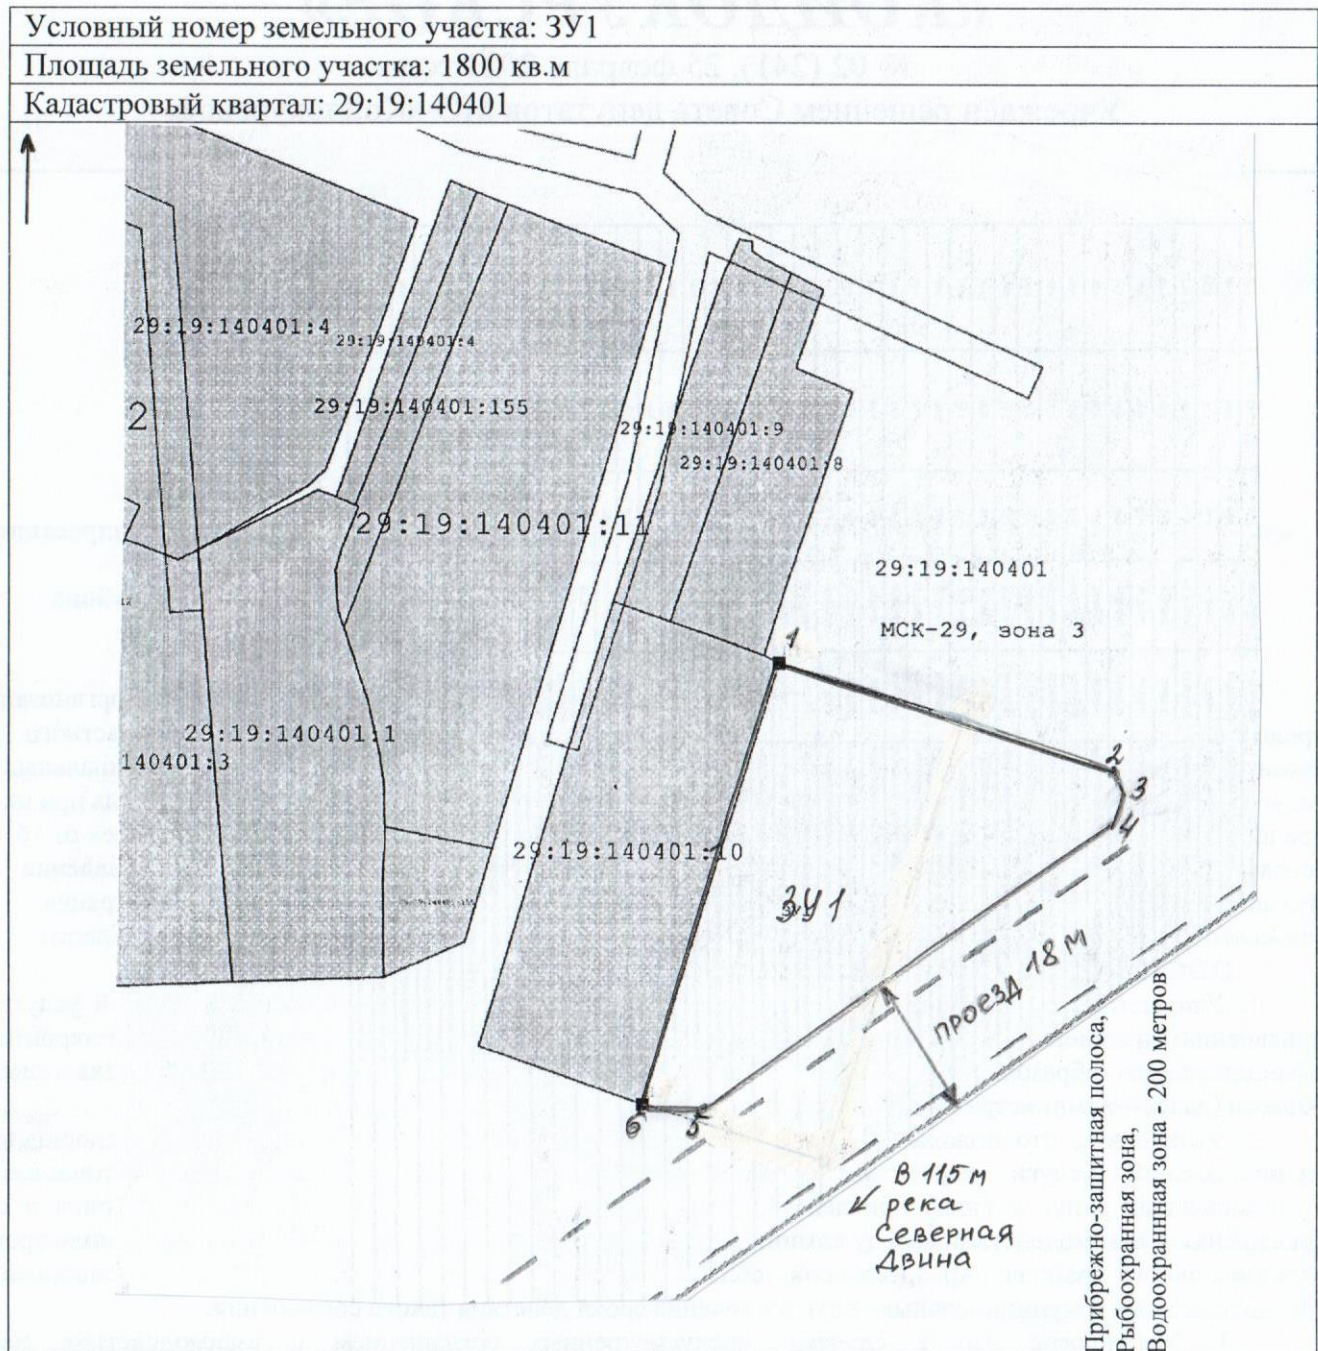 Условный номер земельного участка: ЗУ1
Площадь земельного участка: 1800 кв.м
Кадастровый квартал: 29:19:140401
29:19:140401:4
29:19:140401:4
29:19:140401:155
2
29:19:140401:9
29:19:140401:8
29:19:140401:11
29:19:140401
МСК-29, зона 3
1
29:19:140401:1
140401:3
2
3
4
29:19:140401:10
ЗУ1
проезд 18 м
6
5
В 115 м
река
Северная
Двина
Прибрежно-защитная полоса,
Рыбоохранная зона,
Водоохраннная зона - 200 метров